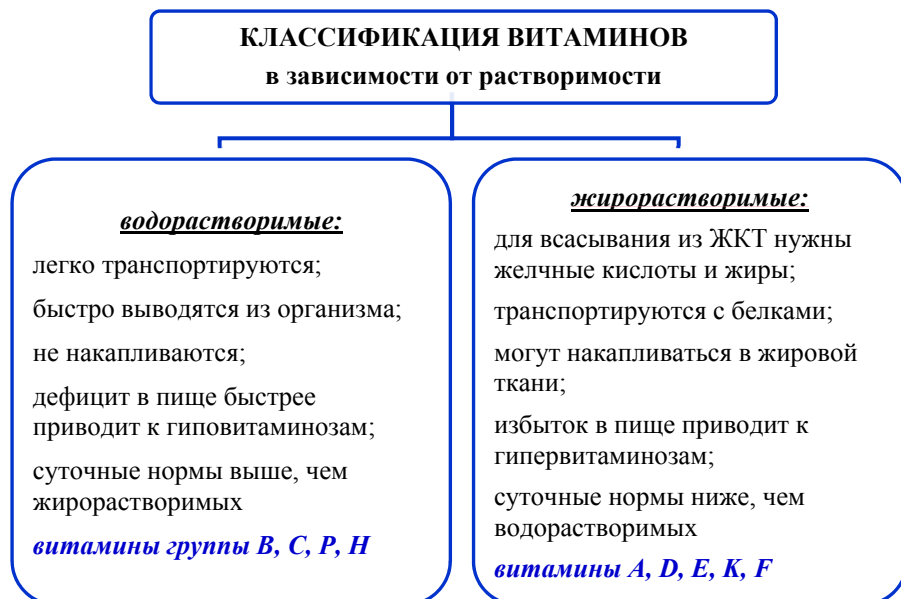 КЛАССИФИКАЦИЯ ВИТАМИНОВ
в зависимости от растворимости
водорастворимые:
легко транспортируются;
быстро выводятся из организма;
не накапливаются;
дефицит в пище быстрее
приводит к гиповитаминозам;
суточные нормы выше, чем
жирорастворимых
витамины группы В, С, Р, Н
жирорастворимые:
для всасывания из ЖКТ нужны
желчные кислоты и жиры;
транспортируются с белками;
могут накапливаться в жировой
ткани;
избыток в пище приводит к
гипервитаминозам;
суточные нормы ниже, чем
водорастворимых
витамины A, D, E, K, F